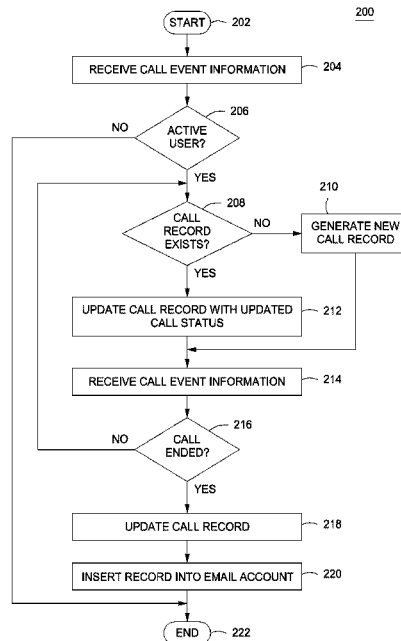 200
START
202
RECEIVE CALL EVENT INFORMATION
204
206
NO
ACTIVE
USER?
YES
208
210
CALL
RECORD
EXISTS?
NO
GENERATE NEW
CALL RECORD
YES
UPDATE CALL RECORD WITH UPDATED
CALL STATUS
212
RECEIVE CALL EVENT INFORMATION
214
216
NO
CALL
ENDED?
YES
UPDATE CALL RECORD
218
INSERT RECORD INTO EMAIL ACCOUNT
220
END
222